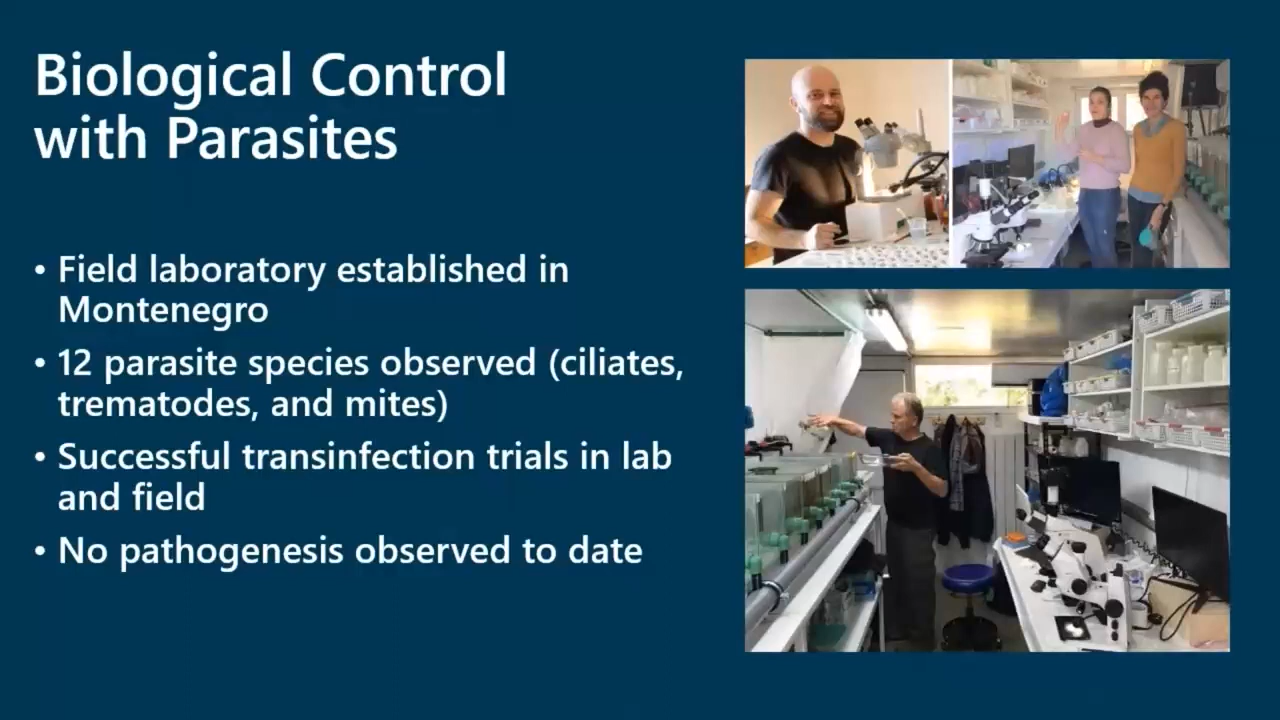 Biological Control
with Parasites
• Field laboratory established in
Montenegro
• 12 parasite species observed (ciliates,
trematodes, and mites)
• Successful transinfection trials in lab
and field
• No pathogenesis observed to date